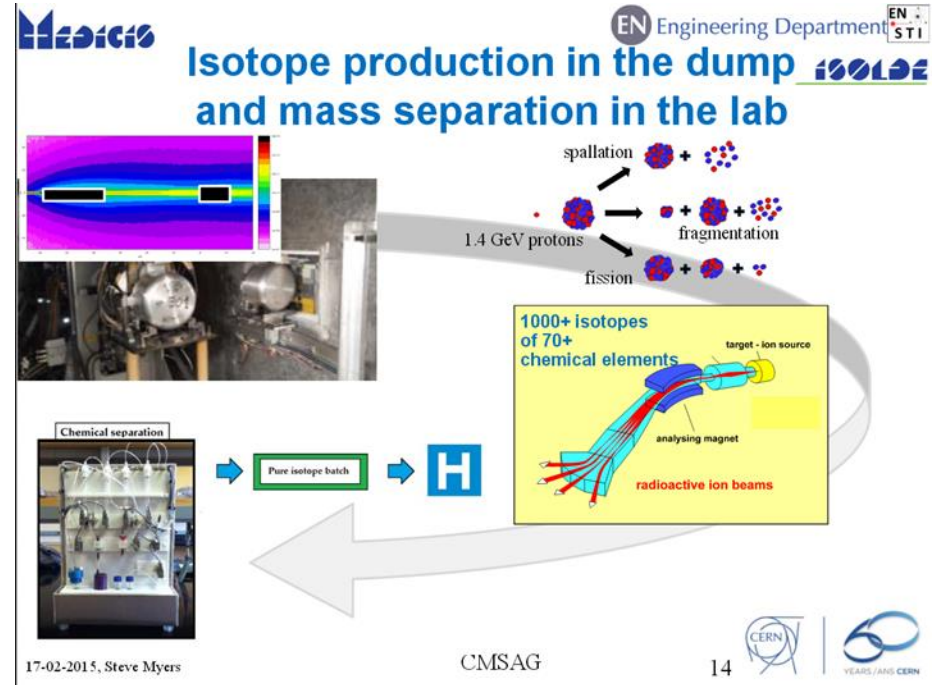 MEDICIS
EN Engineering Department
EN
STI
ISOLDE
Isotope production in the dump
and mass separation in the lab
spallation
1.4 GeV protons
fragmentation
fission
1000+ isotopes
of 70+
chemical elements
target - ion source
analysing magnet
radioactive ion beams
Chemical separation
Pure isotope batch
H
17-02-2015, Steve Myers
CMSAG
14
CERN
60
YEARS/ANS CERN